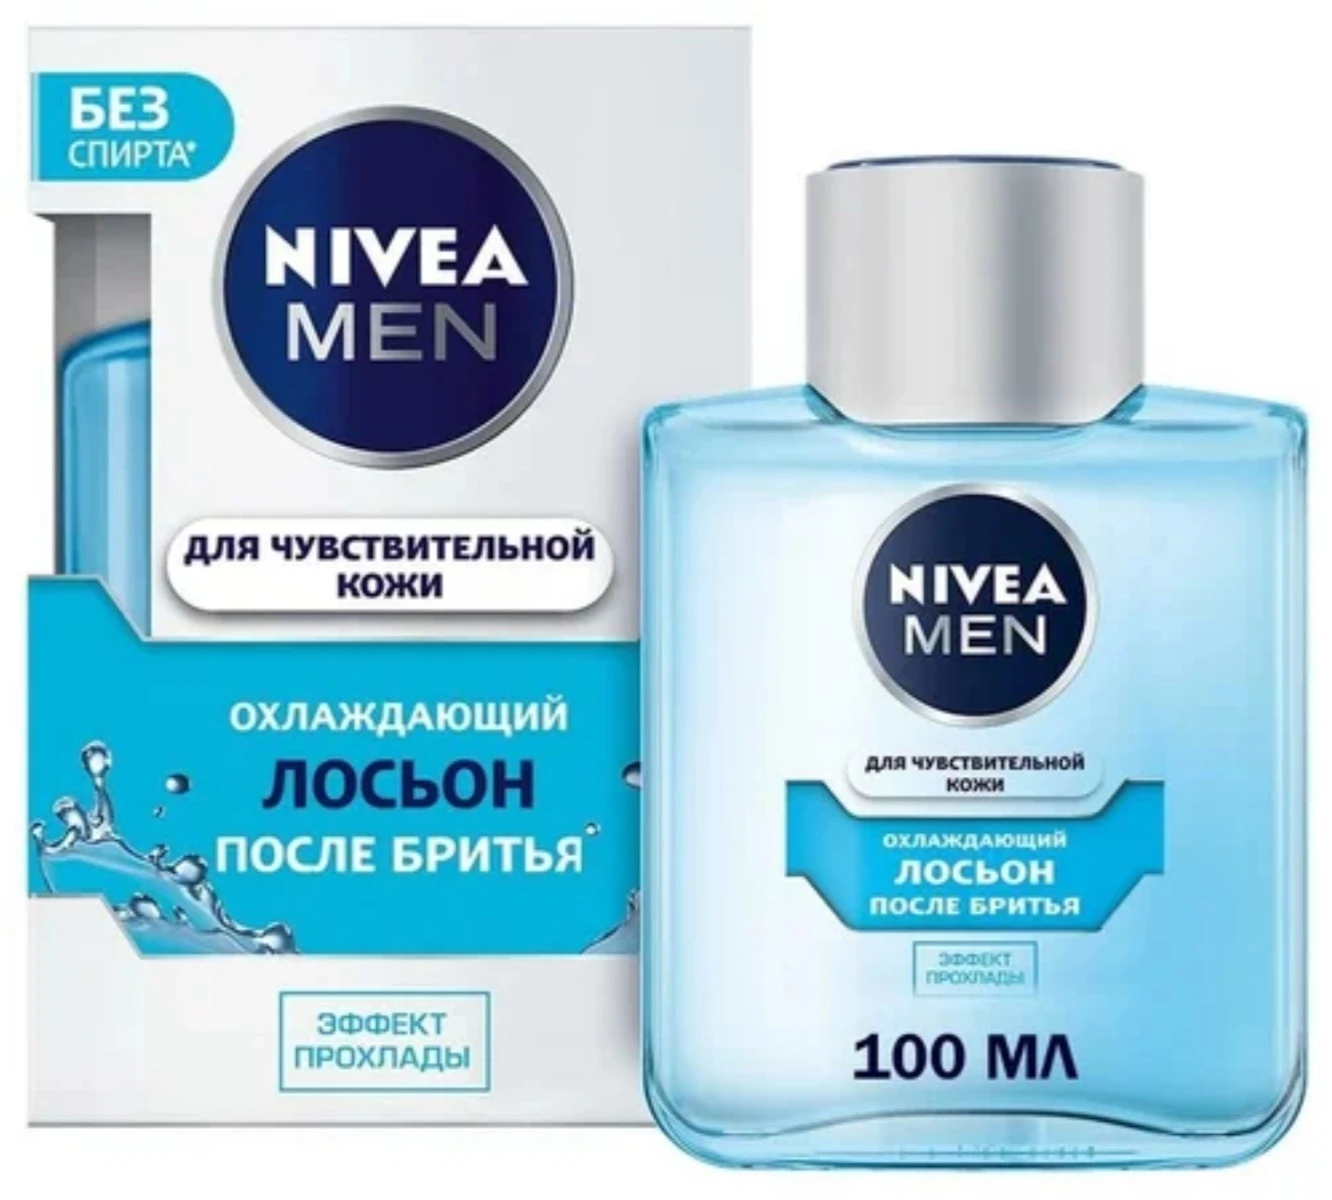 БЕЗ
СПИРТА*
NIVEA
MEN
ДЛЯ ЧУВСТВИТЕЛЬНОЙ
КОЖИ
ОХЛАЖДАЮЩИЙ
ЛОСЬОН
ПОСЛЕ БРИТЬЯ
ЭФФЕКТ
ПРОХЛАДЫ
NIVEA
MEN
ДЛЯ ЧУВСТВИТЕЛЬНОЙ
КОЖИ
ОХЛАЖДАЮЩИЙ
ЛОСЬОН
ПОСЛЕ БРИТЬЯ
ЭФФЕКТ
ПРОХЛАДЫ
100 МЛ